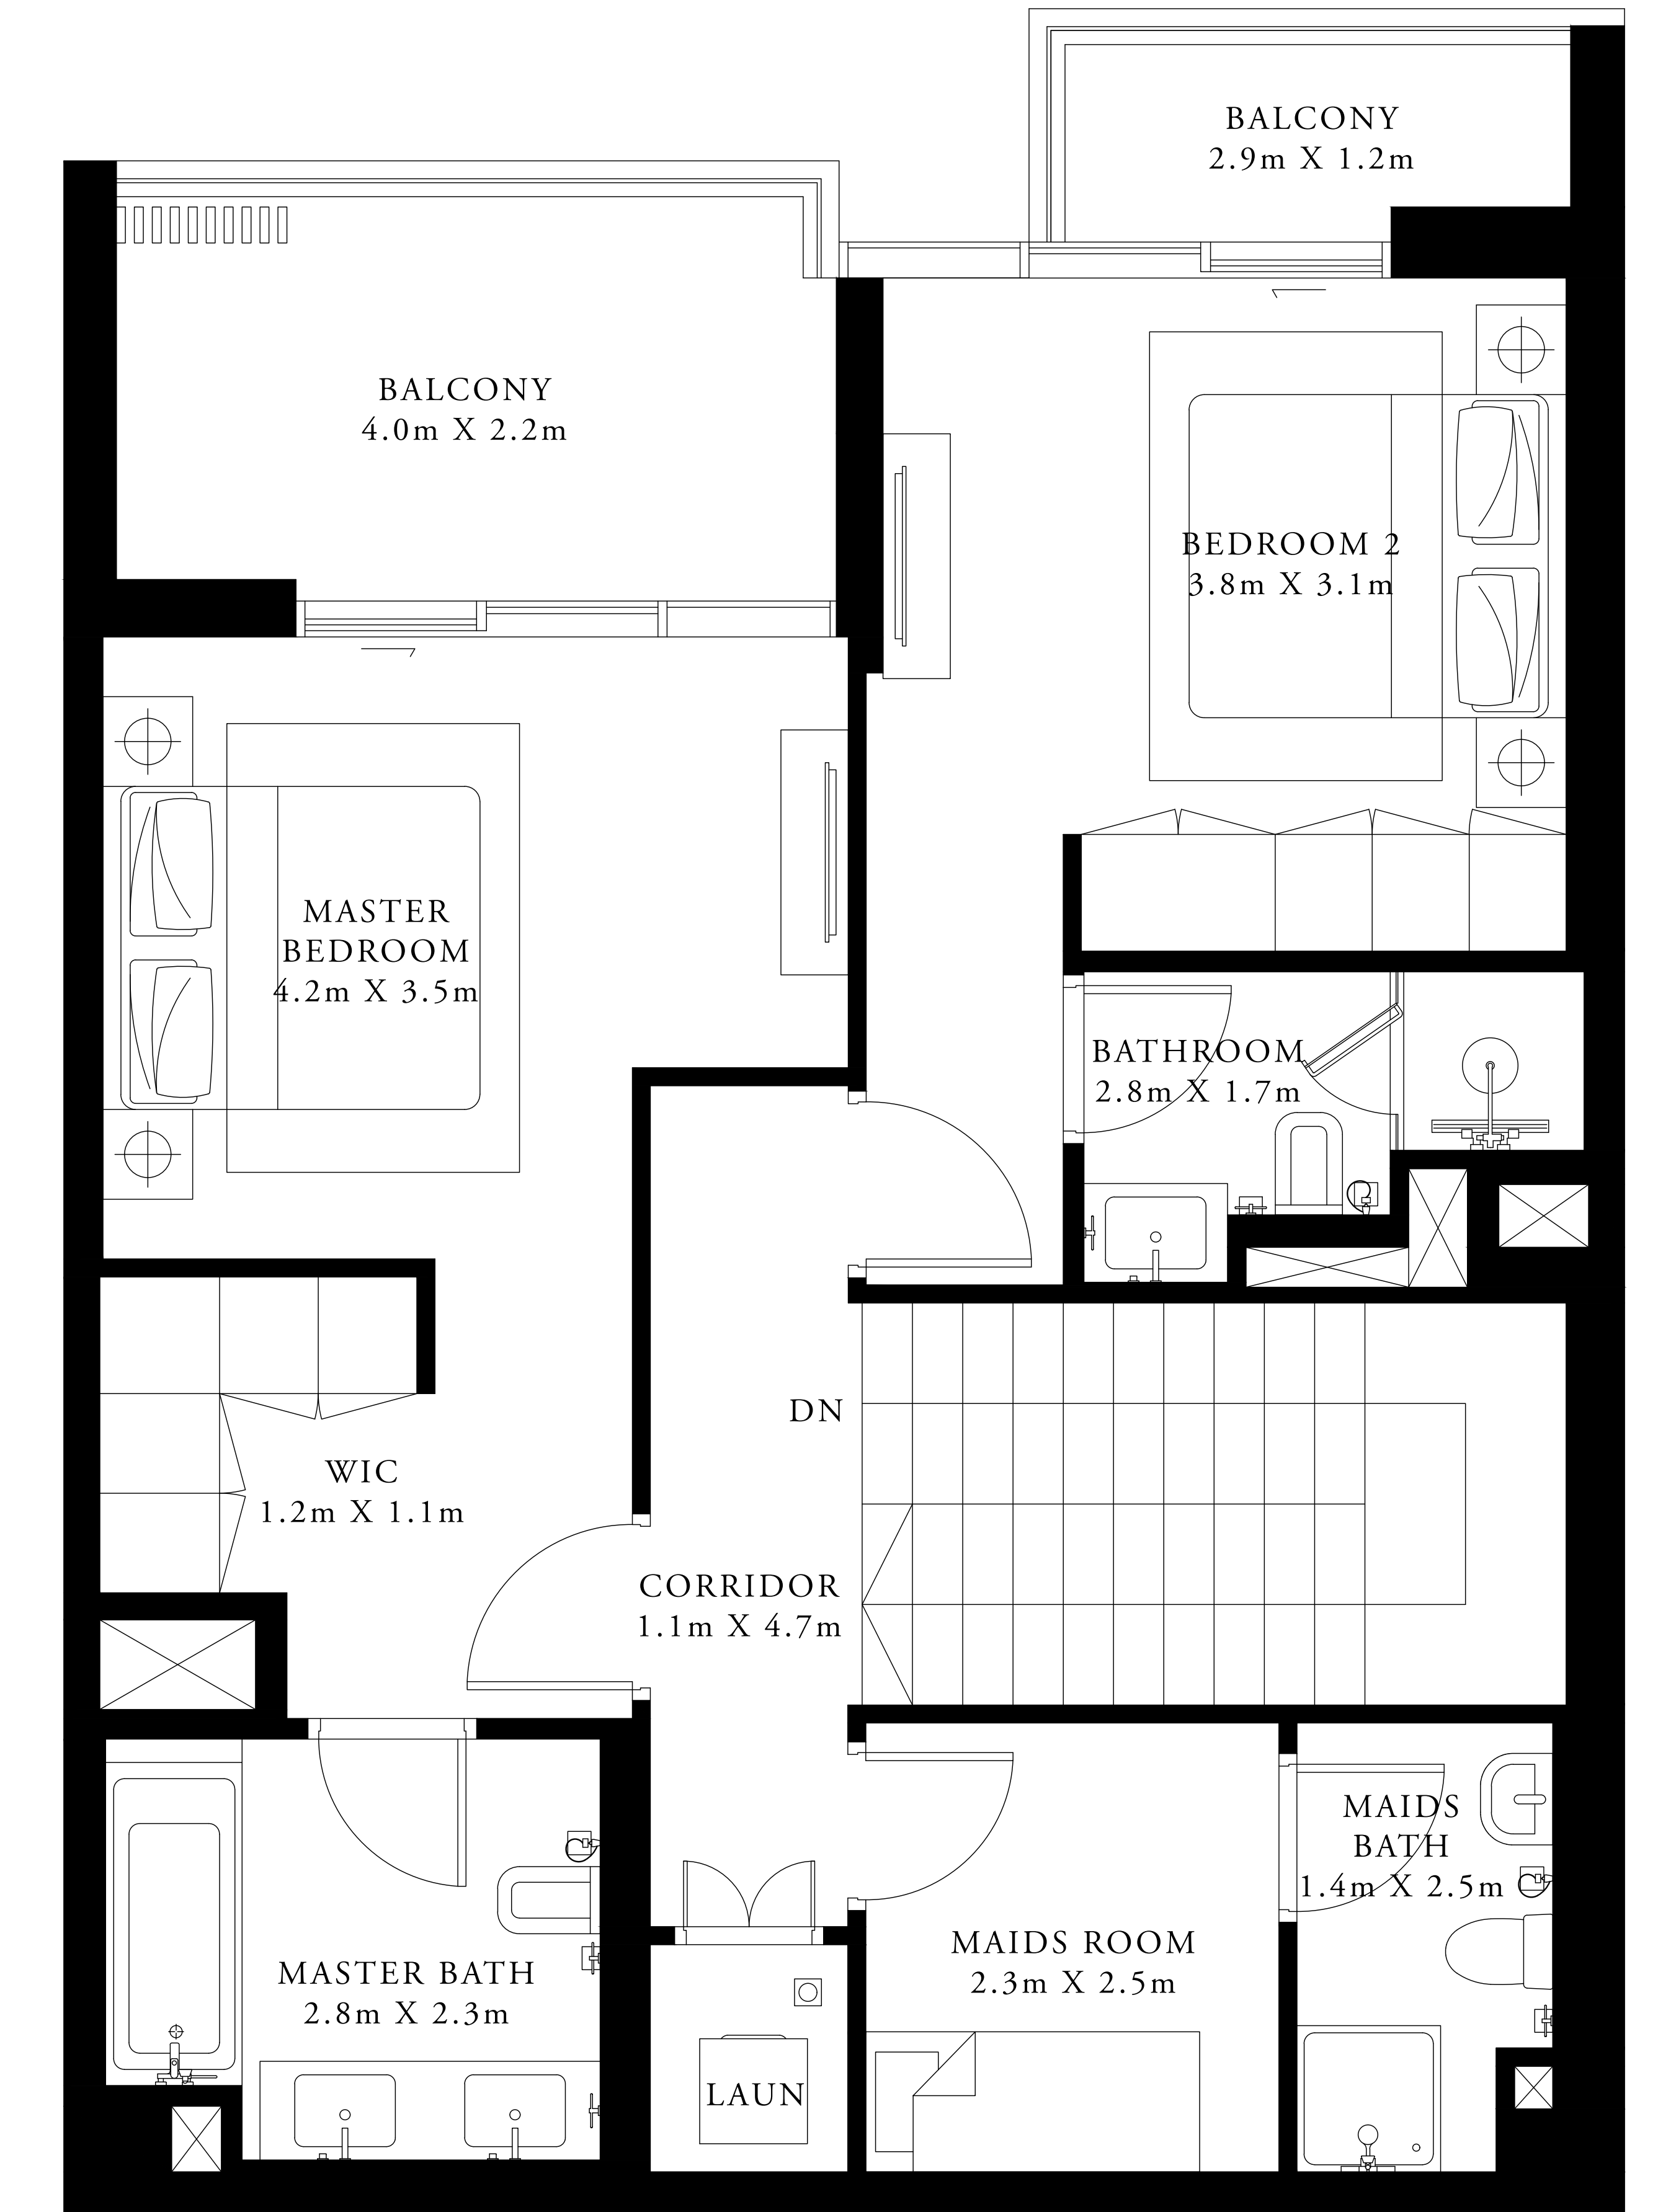 BALCONY
2.9m X 1.2m
BALCONY
4.0m X 2.2m
BEDROOM 2
3.8m X 3.1m
MASTER
BEDROOM
4.2m X 3.5m
BATHROOM
2.8m X 1.7m
DN
WIC
1.2m X 1.1m
CORRIDOR
1.1m X 4.7m
MAIDS
BATH
1.4m X 2.5m
MAIDS ROOM
2.3m X 2.5m
MASTER BATH
2.8m X 2.3m
LAUN